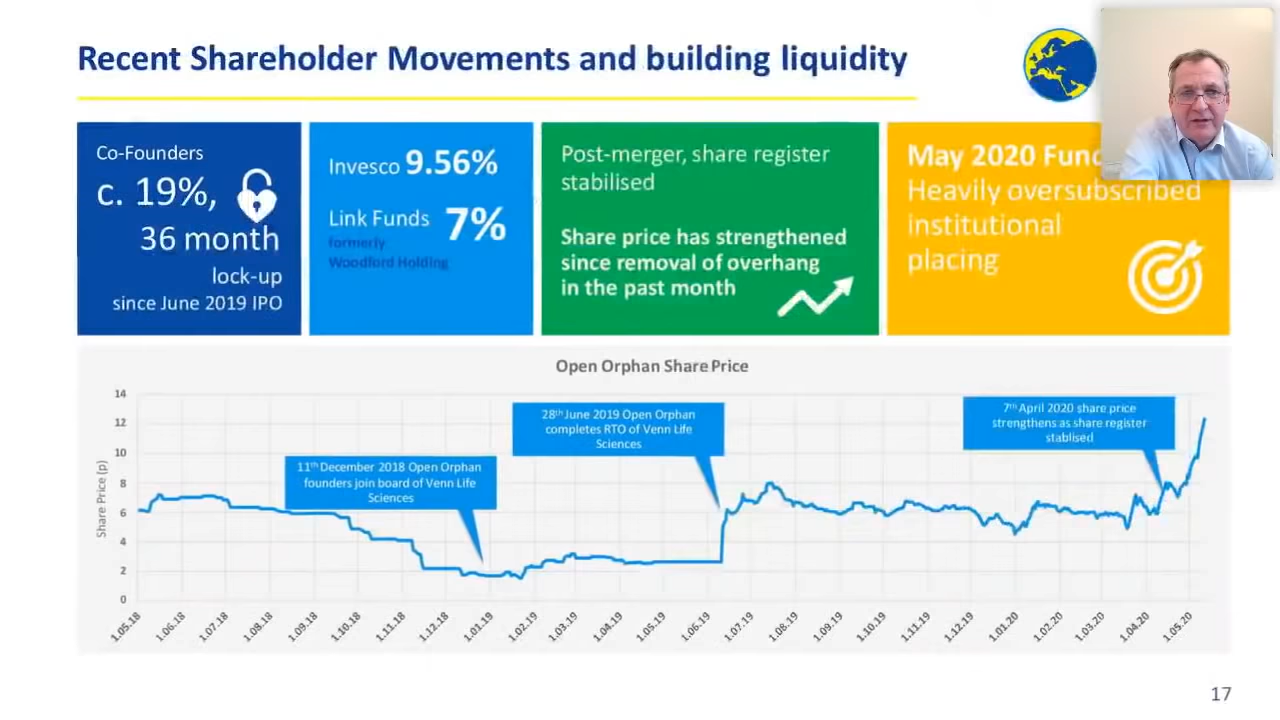 Recent Shareholder Movements and building liquidity
Co-Founders
c. 19%,
36 month
lock-up
since June 2019 IPO
Invesco 9.56%
Link Funds 7%
formerly
Woodford Holding
Post-merger, share register
stabilised
Share price has strengthened
since removal of overhang
in the past month
May 2020
Heavily oversubscribed
institutional
placing
Open Orphan Share Price
Share Price (p)
14
12
10
8
6
4
2
0
11th December 2018 Open Orphan
founders join board of Venn Life
Sciences
28th June 2019 Open Orphan
completes RTO of Venn Life
Sciences
7th April 2020 share price
strengthens as share register
stablised
1.05.18
1.06.18
1.07.18
1.08.18
1.09.18
1.10.18
1.11.18
1.12.18
1.01.19
1.02.19
1.03.19
1.04.19
1.05.19
1.06.19
1.07.19
1.08.19
1.09.19
1.10.19
1.11.19
1.12.19
1.01.20
1.02.20
1.03.20
1.04.20
1.05.20
17